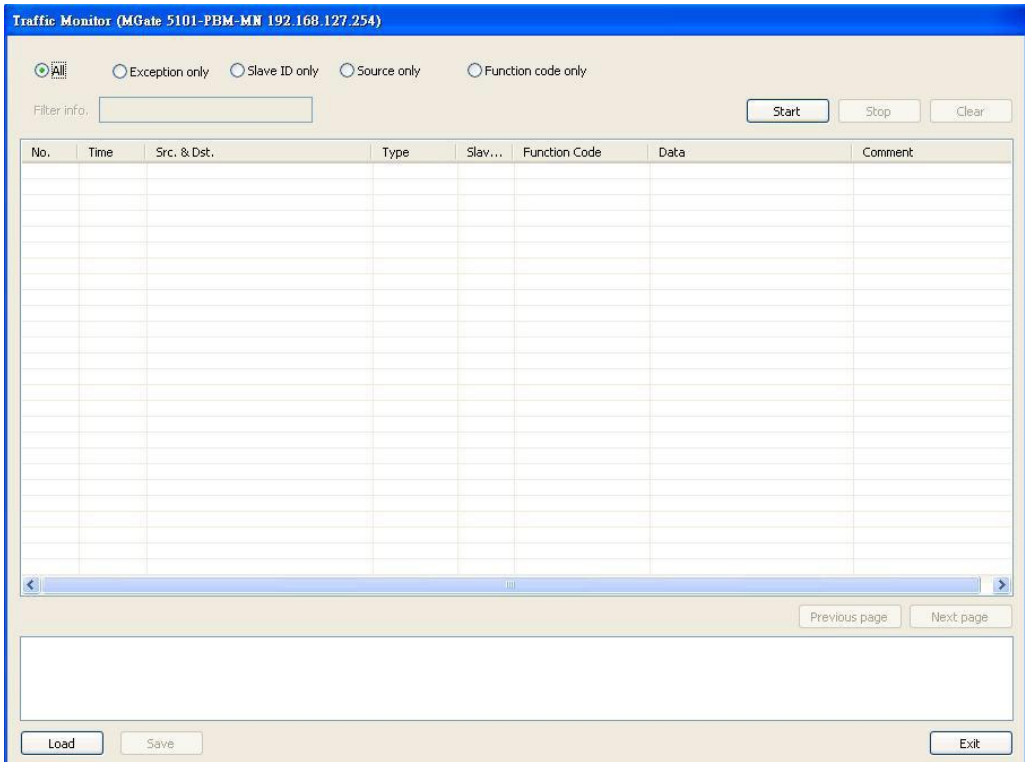 Traffic Monitor (MGate 5101-PBM-MN 192.168.127.254)
All Exception only Slave ID only Source only Function code only
Filter info. Start Stop Clear
No. Time Src. & Dst. Type Slav... Function Code Data Comment
Previous page Next page
Load Save Exit